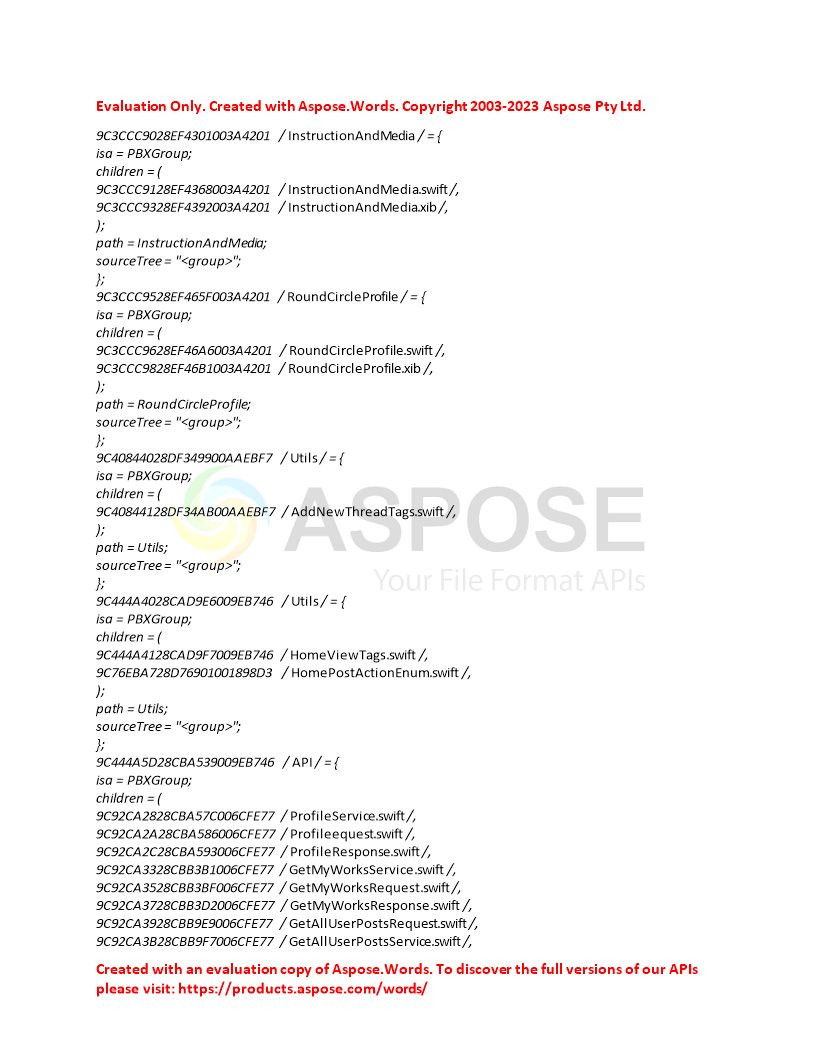 Evaluation Only. Created with Aspose.Words. Copyright 2003-2023 Aspose Pty Ltd.
9C3CCC9028EF4301003A4201 / InstructionAndMedia / = {
isa = PBXGroup;
children = (
9C3CCC9128EF4368003A4201 / InstructionAndMedia.swift /,
9C3CCC9328EF4392003A4201 / InstructionAndMedia.xib /,
);
path = InstructionAndMedia;
sourceTree = "<group>";
};
9C3CCC9528EF465F003A4201 / RoundCircleProfile / = {
isa = PBXGroup;
children = (
9C3CCC9628EF46A6003A4201 / RoundCircleProfile.swift /,
9C3CCC9828EF46B1003A4201 / RoundCircleProfile.xib /,
);
path = RoundCircleProfile;
sourceTree = "<group>";
};
9C40844028DF349900AAEBF7 / Utils / = {
isa = PBXGroup;
children = (
9C40844128DF34AB00AAEBF7 / AddNewThreadTags.swift /,
);
path = Utils;
sourceTree = "<group>";
};
9C444A4028CAD9E6009EB746 / Utils / = {
isa = PBXGroup;
children = (
9C444A4128CAD9F7009EB746 / HomeViewTags.swift /,
9C76EBA728D76901001898D3 / HomePostActionEnum.swift /,
);
path = Utils;
sourceTree = "<group>";
};
9C444A5D28CBA539009EB746 / API / = {
isa = PBXGroup;
children = (
9C92CA2828CBA57C006CFE77 / ProfileService.swift /,
9C92CA2A28CBA586006CFE77 / Profileequest.swift /,
9C92CA2C28CBA593006CFE77 / ProfileResponse.swift /,
9C92CA3328CBB3B1006CFE77 / GetMyWorksService.swift /,
9C92CA3528CBB3BF006CFE77 / GetMyWorksRequest.swift /,
9C92CA3728CBB3D2006CFE77 / GetMyWorksResponse.swift /,
9C92CA3928CBB9E9006CFE77 / GetAllUserPostsRequest.swift /,
9C92CA3B28CBB9F7006CFE77 / GetAllUserPostsService.swift /,
ASPOSE
Your File Format APIs
Created with an evaluation copy of Aspose.Words. To discover the full versions of our APIs
please visit: https://products.aspose.com/words/